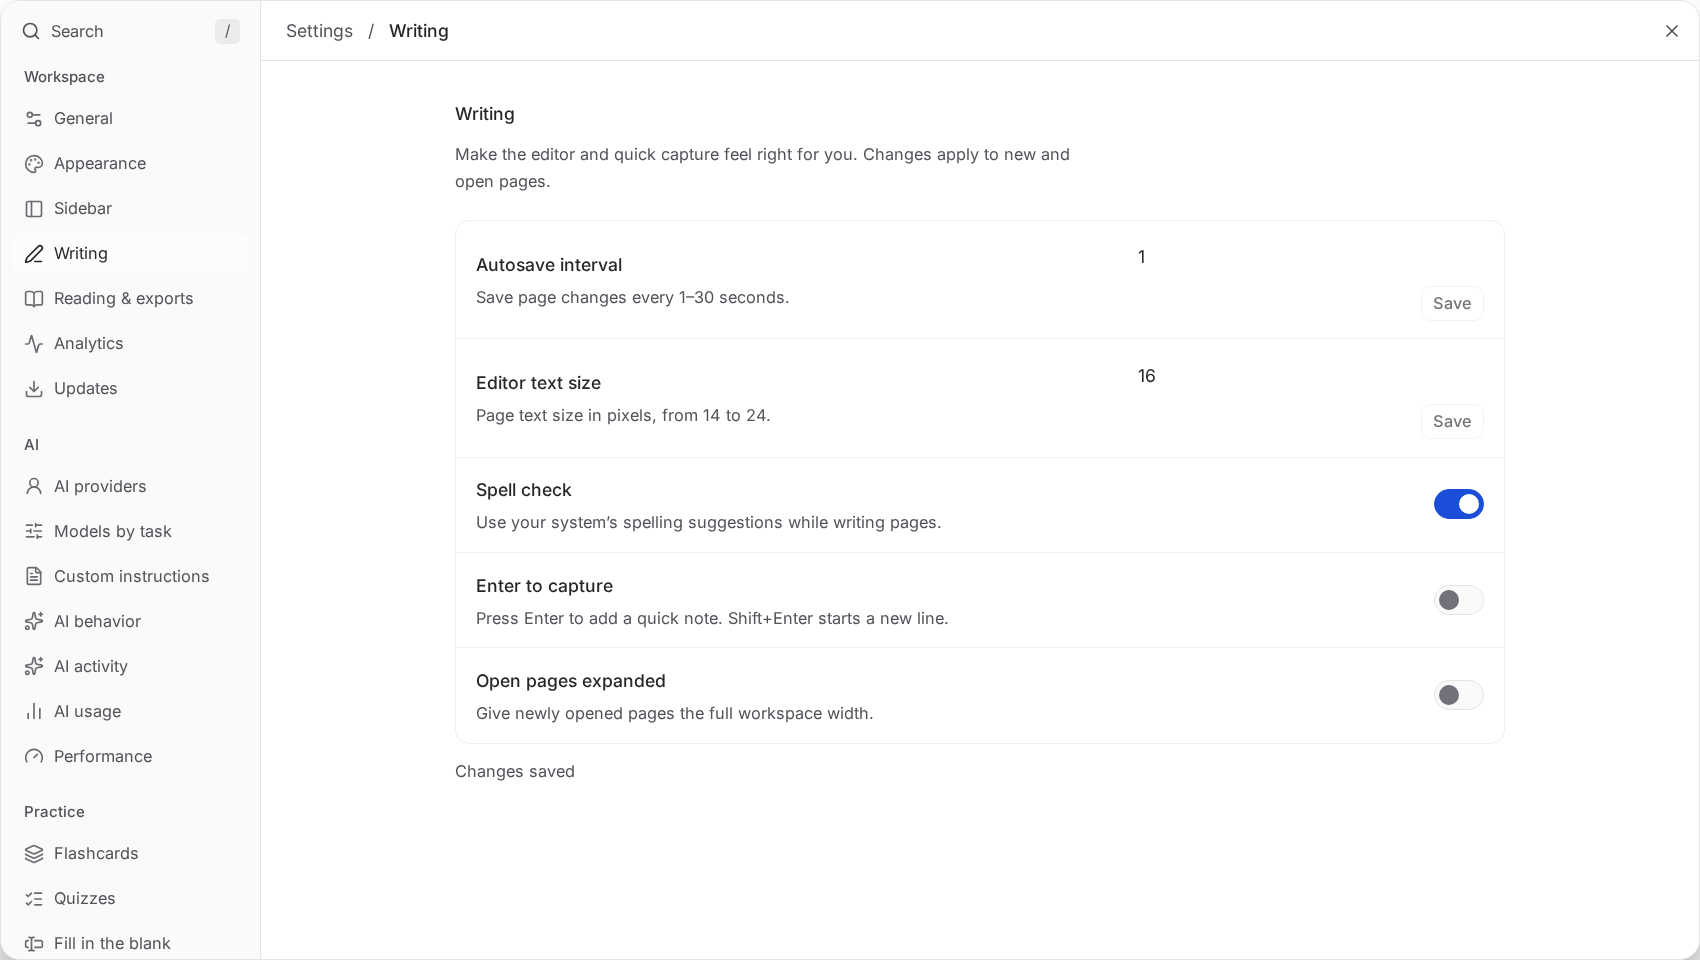 Search /
Workspace
General
Appearance
Sidebar
Writing
Reading & exports
Analytics
Updates
AI
AI providers
Models by task
Custom instructions
AI behavior
AI activity
AI usage
Performance
Practice
Flashcards
Quizzes
Fill in the blank
Settings / Writing
Writing
Make the editor and quick capture feel right for you. Changes apply to new and
open pages.
Autosave interval
Save page changes every 1–30 seconds.
1
Save
Editor text size
Page text size in pixels, from 14 to 24.
16
Save
Spell check
Use your system’s spelling suggestions while writing pages.
Enter to capture
Press Enter to add a quick note. Shift+Enter starts a new line.
Open pages expanded
Give newly opened pages the full workspace width.
Changes saved